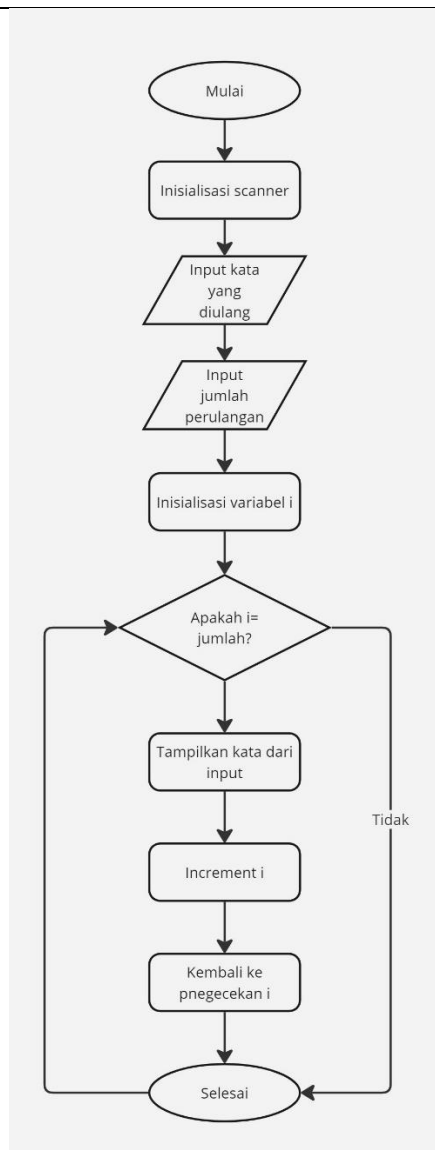 Mulai
Inisialisasi scanner
Input kata
yang
diulang
Input
jumlah
perulangan
Inisialisasi variabel i
Apakah i=
jumlah?
Tampilkan kata dari
input
Tidak
Increment i
Kembali ke
pnegecekan i
Selesai